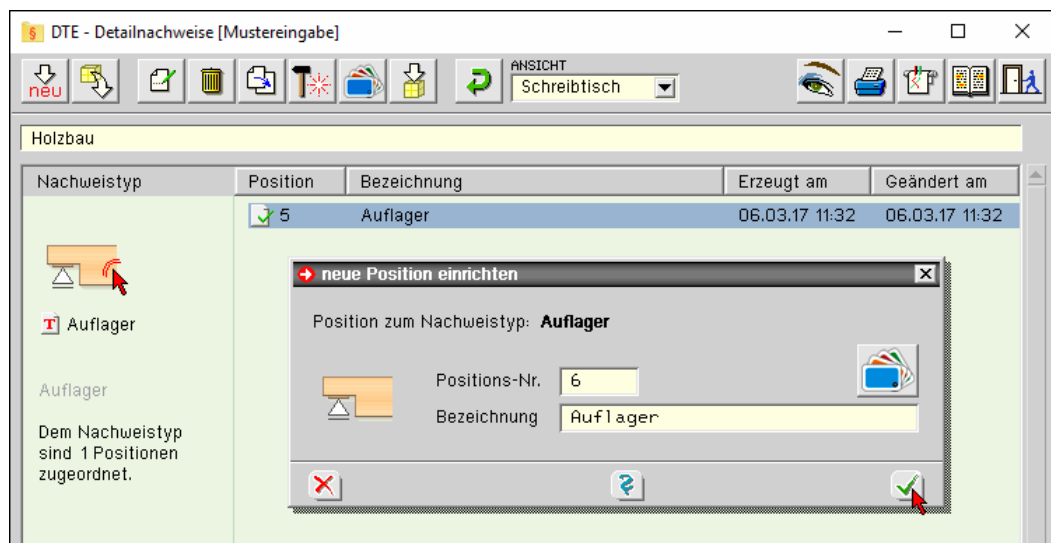 § DTE - Detailnachweise [Mustereingabe]
neu
ANSICHT
Schreibtisch
Holzbau
Nachweistyp Position Bezeichnung Erzeugt am Geändert am
5 Auflager 06.03.17 11:32 06.03.17 11:32
T Auflager
Auflager
Dem Nachweistyp
sind 1 Positionen
zugeordnet.
neue Position einrichten
Position zum Nachweistyp: Auflager
Positions-Nr. 6
Bezeichnung Auflager